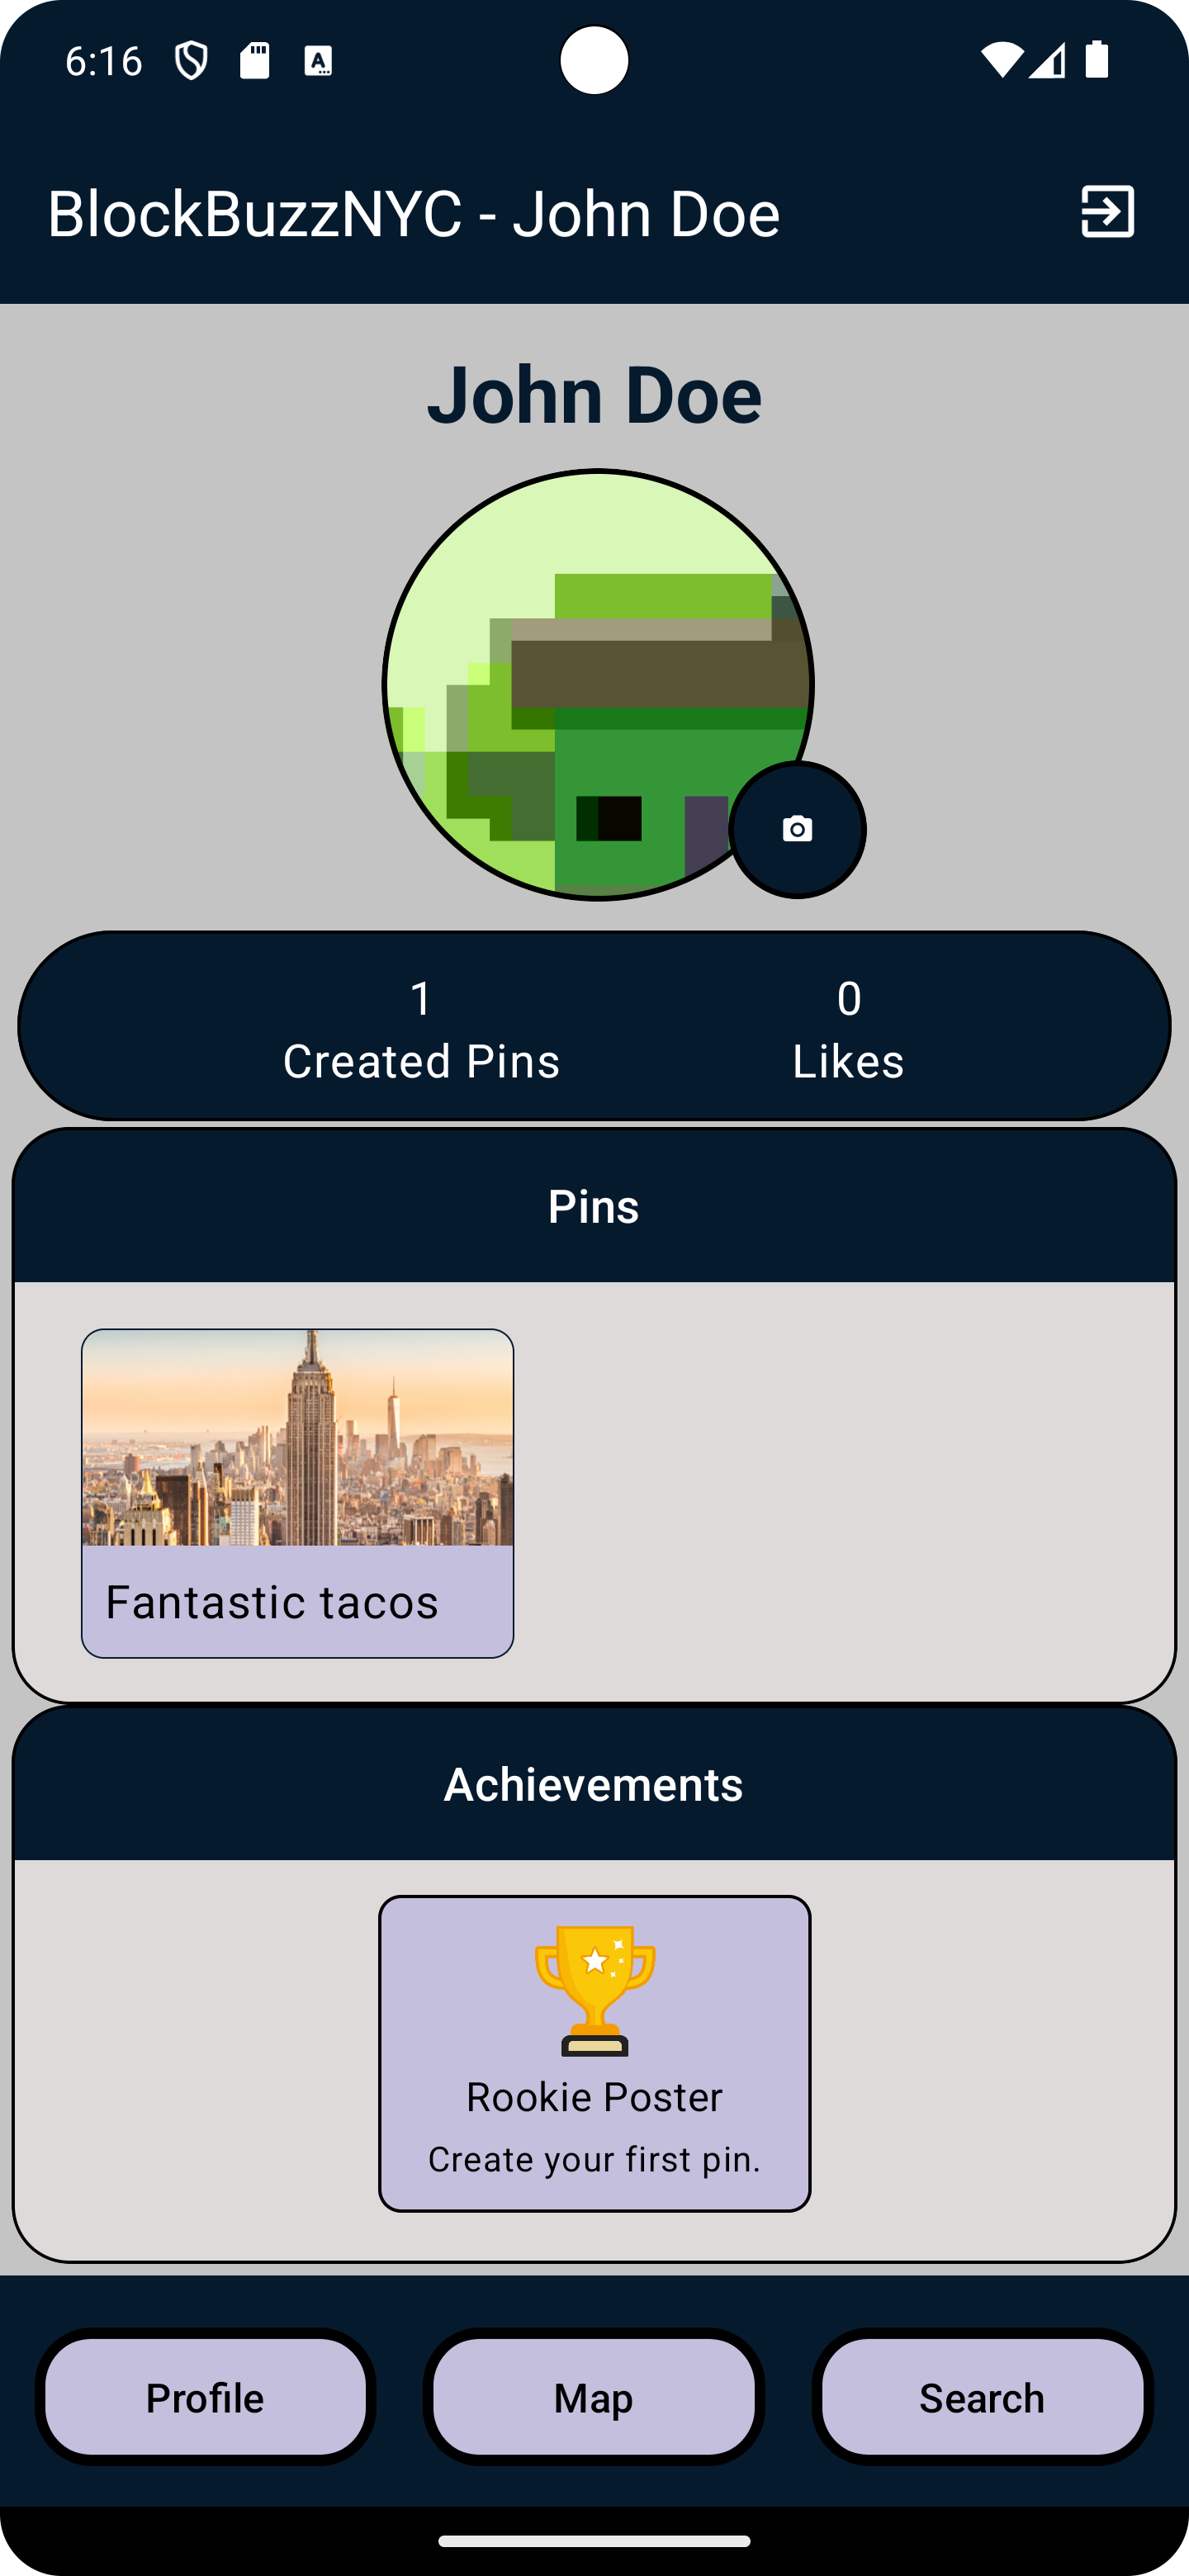 6:16
BlockBuzzNYC - John Doe
John Doe
1
Created Pins
0
Likes
Pins
Fantastic tacos
Achievements
Rookie Poster
Create your first pin.
Profile
Map
Search